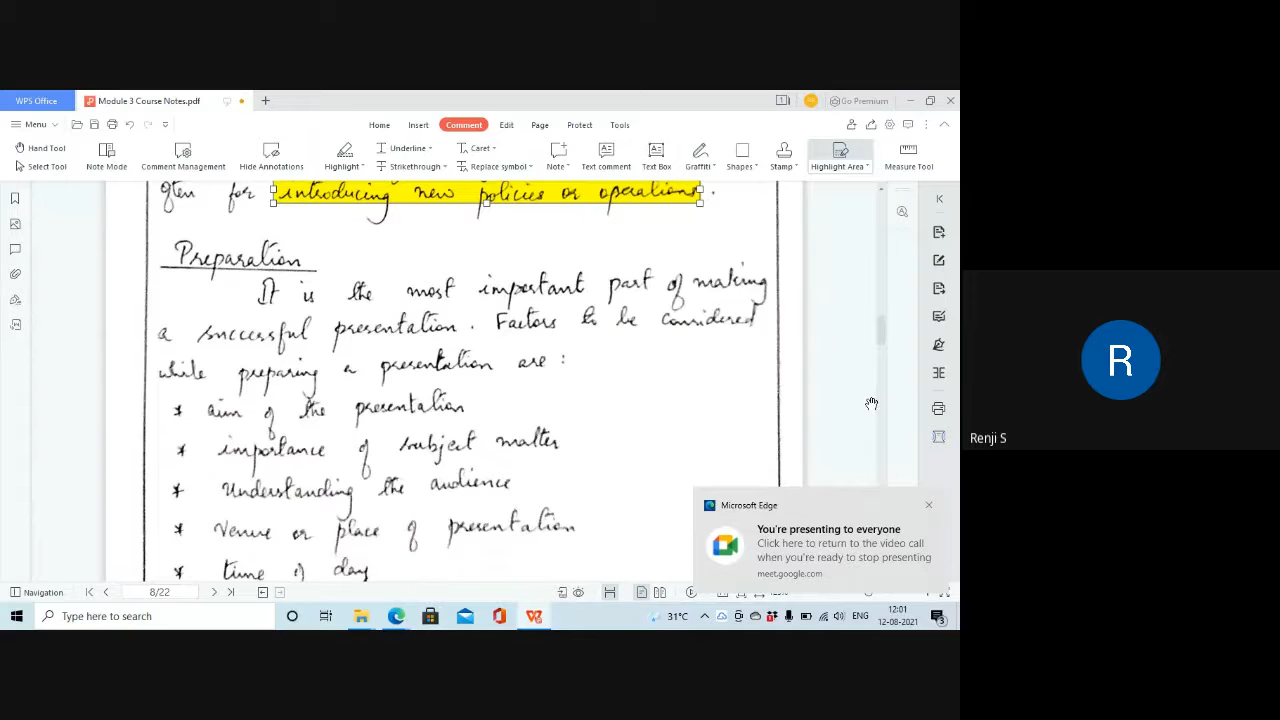 WPS Office
Module 3 Course Notes.pdf
Go Premium
Menu
Home Insert Comment Edit Page Protect Tools
Hand Tool
Select Tool
Note Mode
Comment Management
Hide Annotations
Highlight
Underline
Strikethrough
Caret
Replace symbol
Note
Text comment
Text Box
Graffiti
Shapes
Stamp
Highlight Area
Measure Tool
often for introducing new policies or operations.
Preparation
It is the most important part of making
a successful presentation. Factors to be considered
while preparing a presentation are:
* aim of the presentation
* importance of subject matter
* Understanding the audience
* Venue or place of presentation
* time of day
Microsoft Edge
You're presenting to everyone
Click here to return to the video call
when you're ready to stop presenting
meet.google.com
R
Renji S
Navigation
8/22
Type here to search
31°C
ENG
12:01
12-08-2021
3